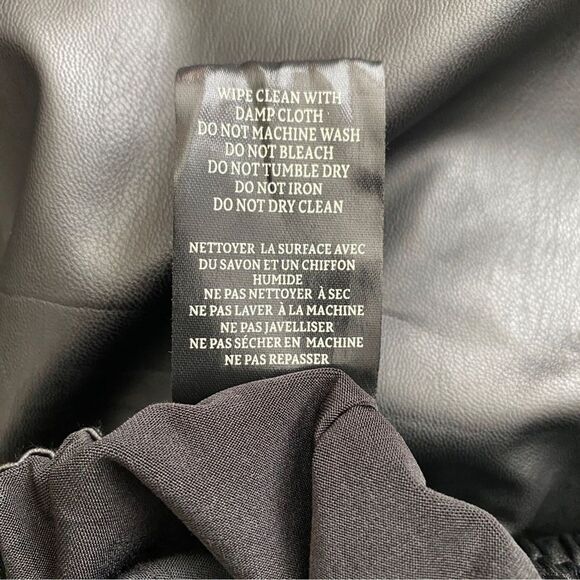 WIPE CLEAN WITH
DAMP CLOTH
DO NOT MACHINE WASH
DO NOT BLEACH
DO NOT TUMBLE DRY
DO NOT IRON
DO NOT DRY CLEAN
NETTOYER LA SURFACE AVEC
DU SAVON ET UN CHIFFON
HUMIDE
NE PAS NETTOYER À SEC
NE PAS LAVER À LA MACHINE
NE PAS JAVELLISER
NE PAS SÉCHER EN MACHINE
NE PAS REPASSER